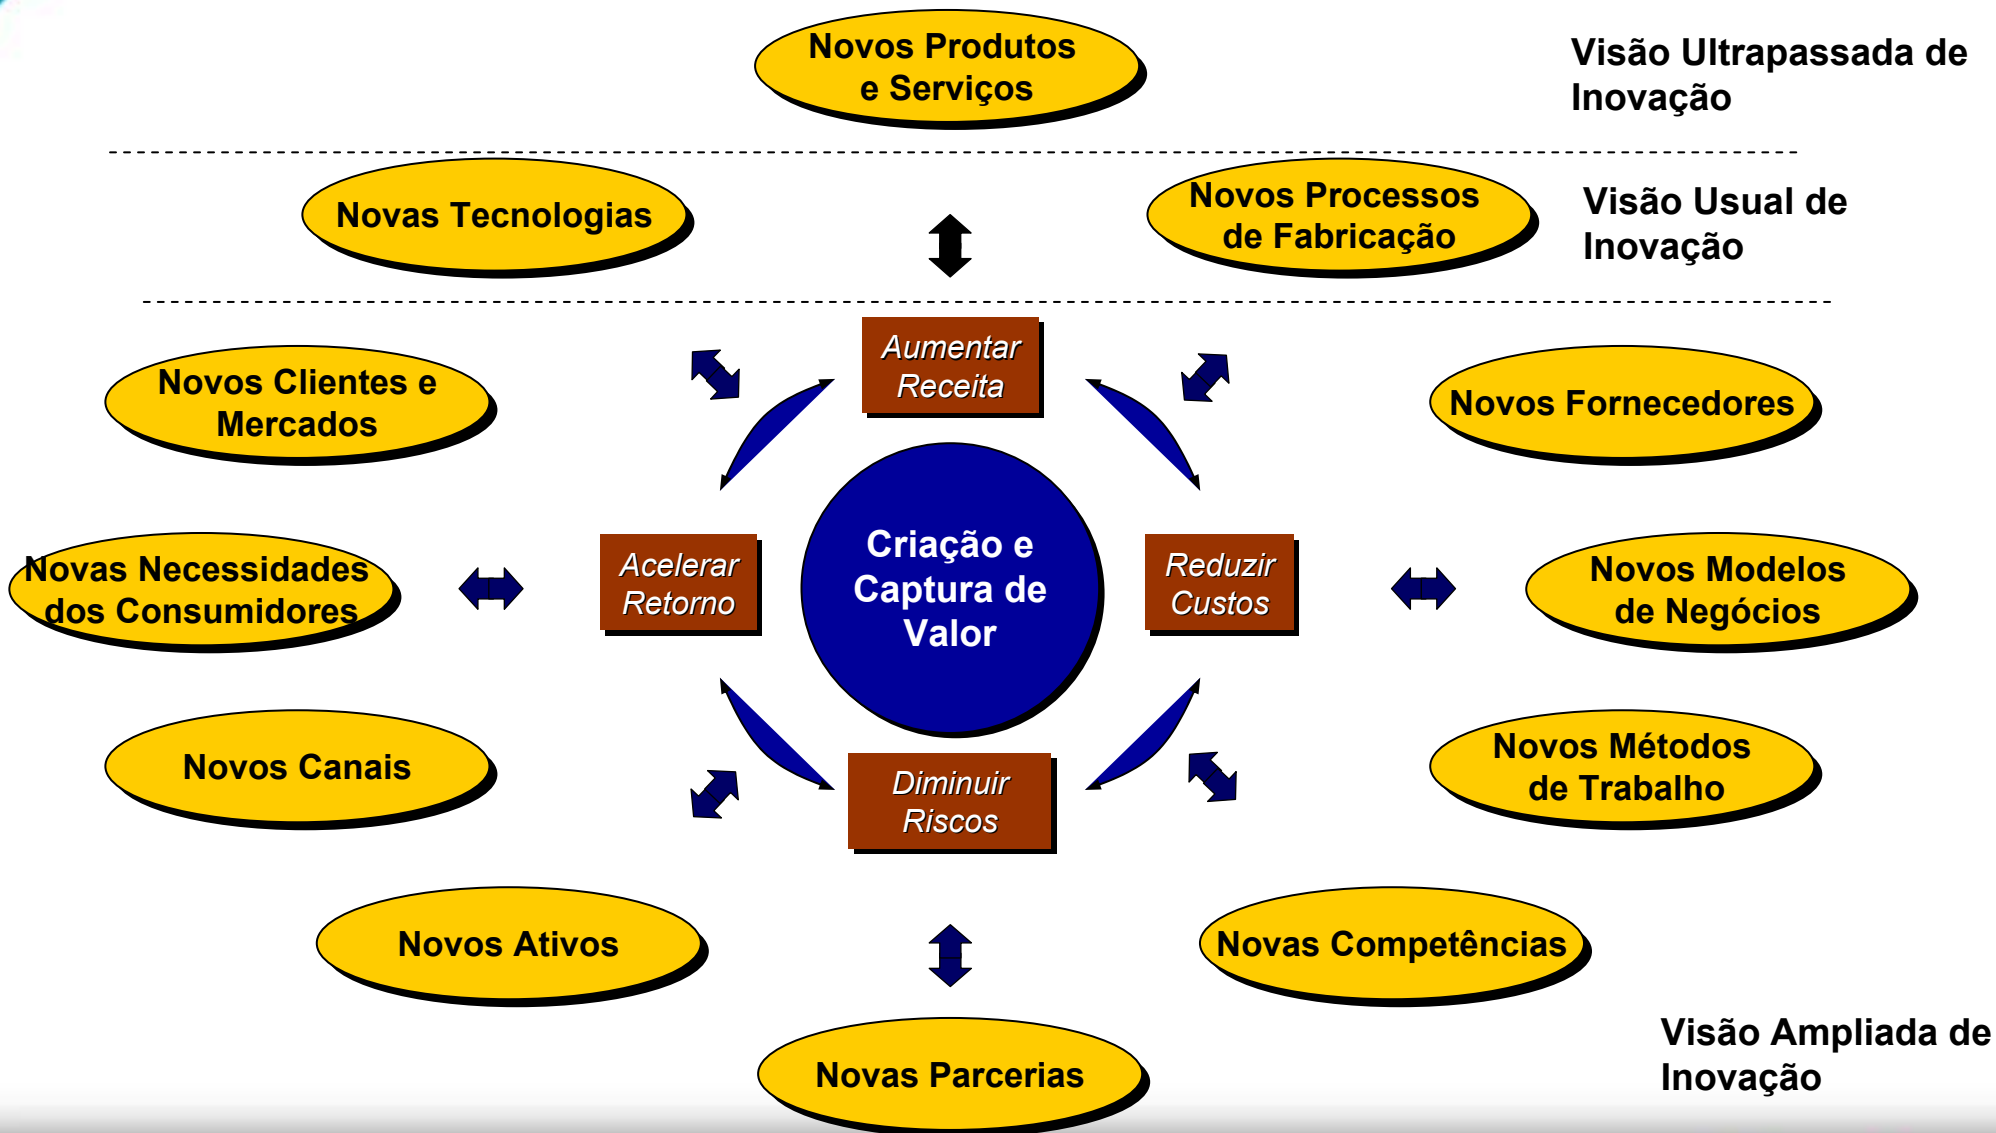 Novos Produtos
e Serviços
Visão Ultrapassada de
Inovação
Novas Tecnologias
Novos Processos
de Fabricação
Visão Usual de
Inovação
Aumentar
Receita
Novos Clientes e
Mercados
Novos Fornecedores
Novas Necessidades
dos Consumidores
Acelerar
Retorno
Criação e
Captura de
Valor
Reduzir
Custos
Novos Modelos
de Negócios
Novos Canais
Diminuir
Riscos
Novos Métodos
de Trabalho
Novos Ativos
Novas Competências
Novas Parcerias
Visão Ampliada de
Inovação